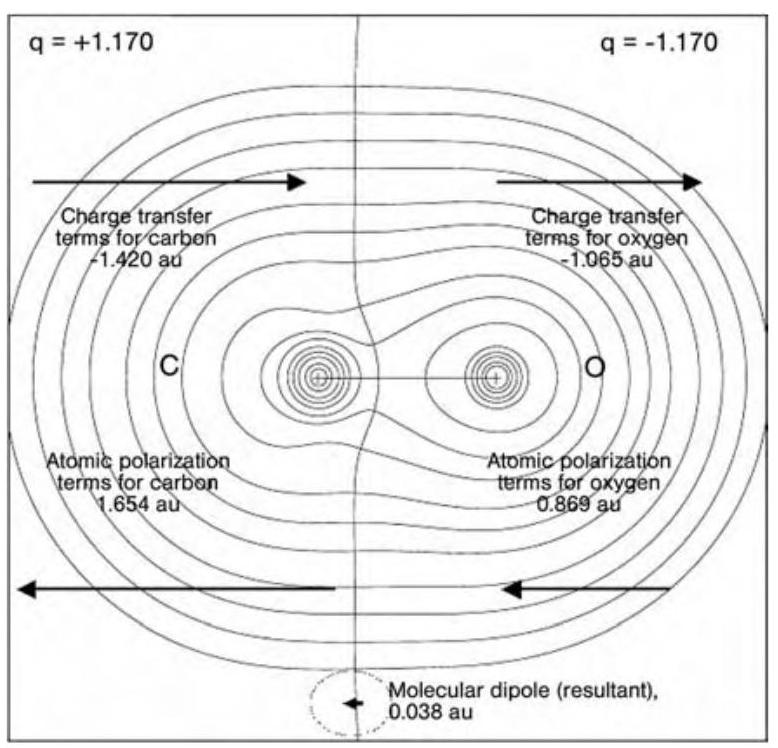 q = +1.170
q = -1.170
Charge transfer
terms for carbon
-1.420 au
Charge transfer
terms for oxygen
-1.065 au
C
O
Atomic polarization
terms for carbon
1.654 au
Atomic polarization
terms for oxygen
0.869 au
Molecular dipole (resultant),
0.038 au